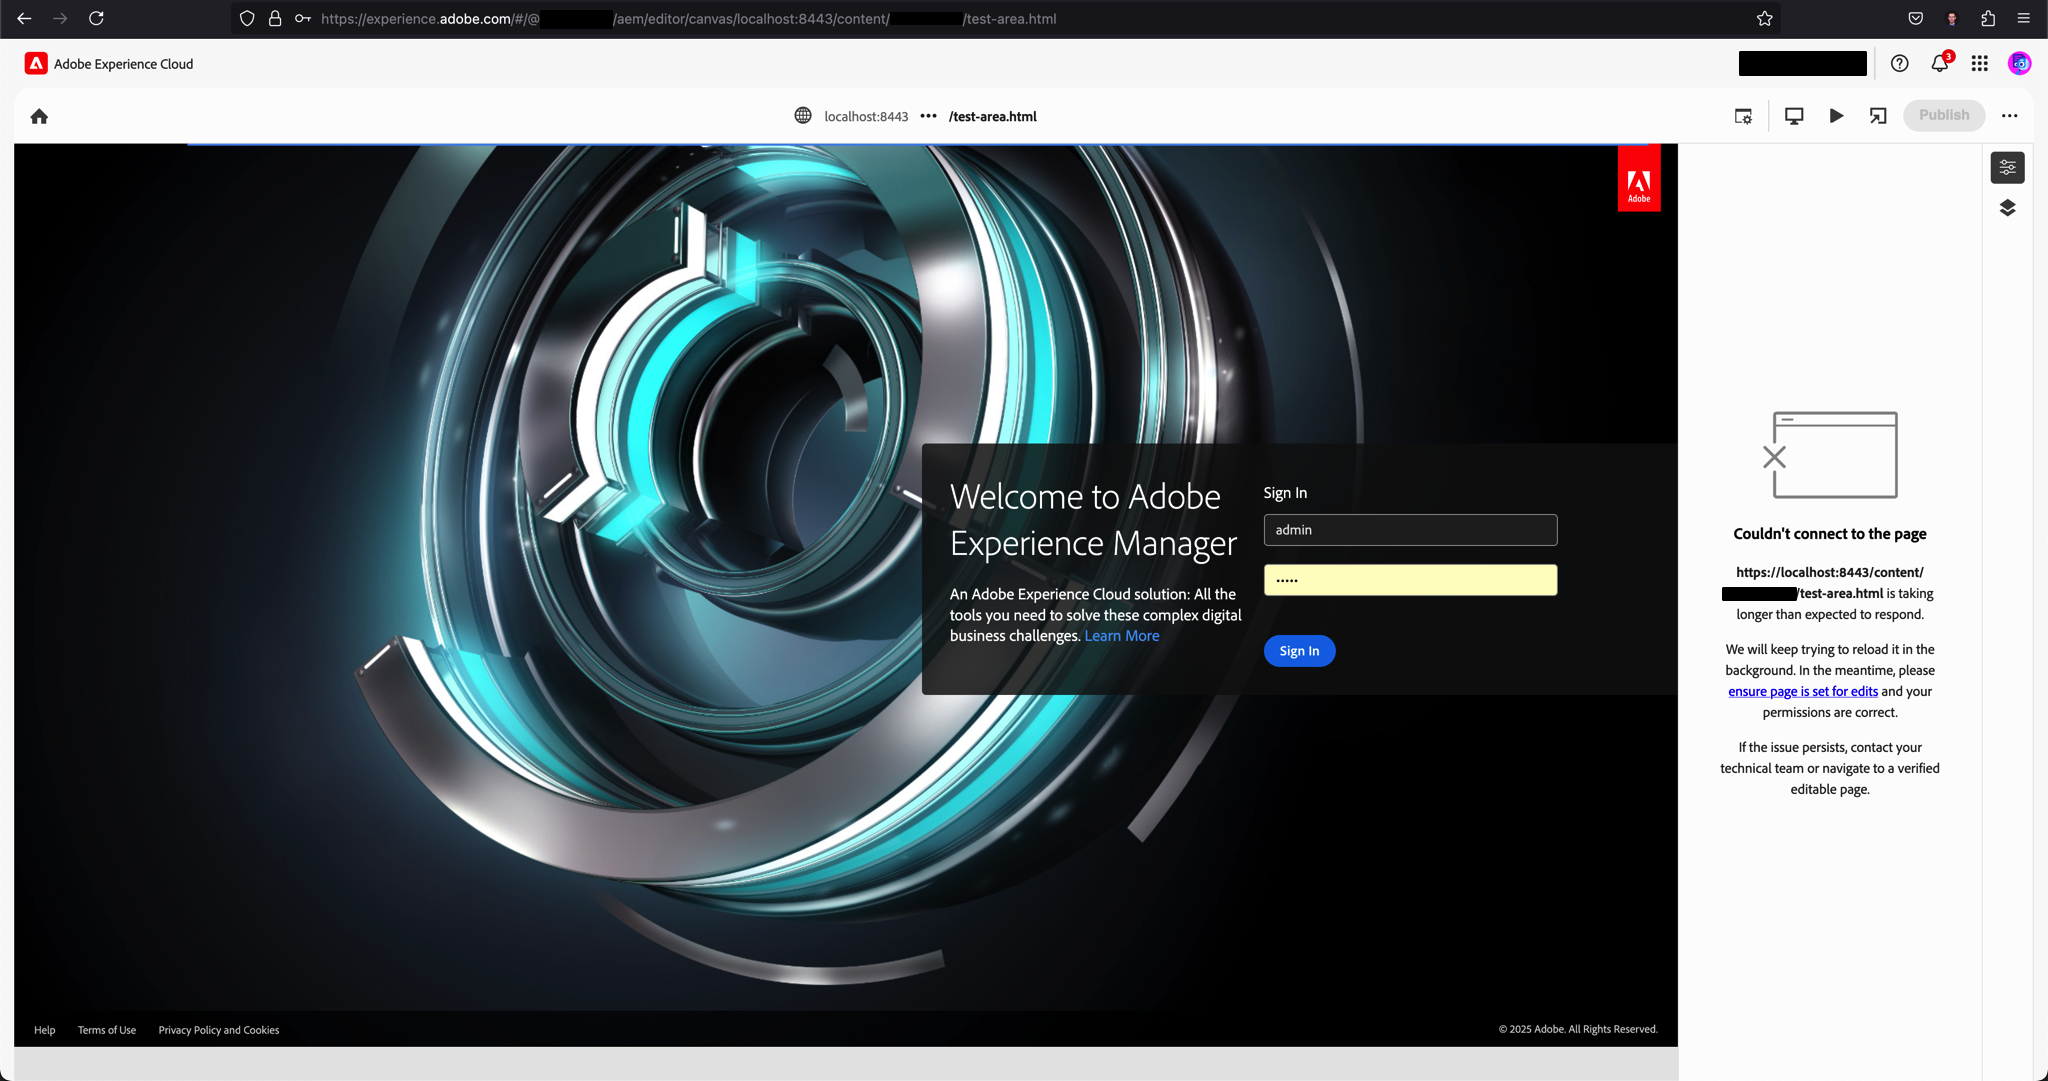 https://experience.adobe.com/#/@ /aem/editor/canvas/localhost:8443/content/ /test-area.html
Adobe Experience Cloud
3
localhost:8443 ••• /test-area.html
Publish
Adobe
Welcome to Adobe
Experience Manager
An Adobe Experience Cloud solution: All the
tools you need to solve these complex digital
business challenges. Learn More
Sign In
admin
•••••
Sign In
Couldn't connect to the page
https://localhost:8443/content/
/test-area.html is taking
longer than expected to respond.
We will keep trying to reload it in the
background. In the meantime, please
ensure page is set for edits and your
permissions are correct.
If the issue persists, contact your
technical team or navigate to a verified
editable page.
Help Terms of Use Privacy Policy and Cookies
© 2025 Adobe. All Rights Reserved.